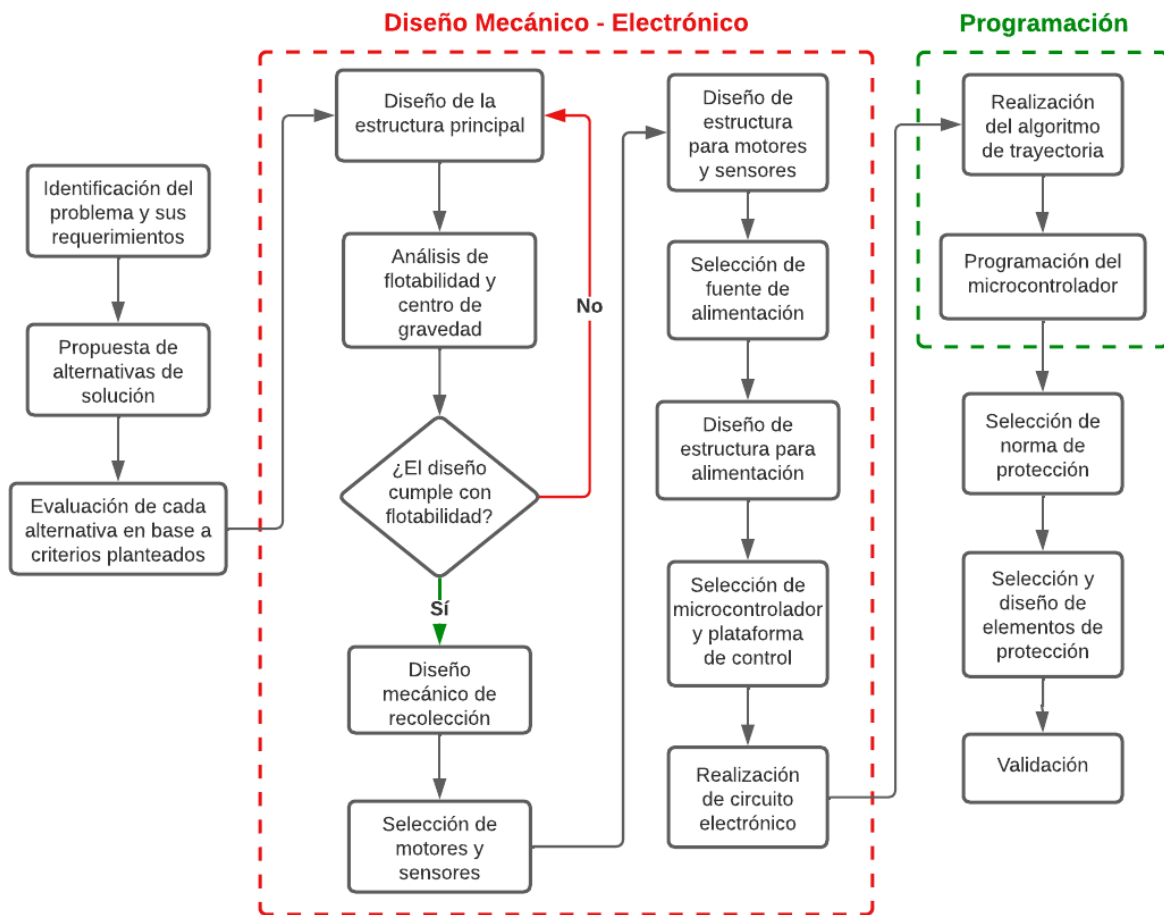 Diseño Mecánico - Electrónico
Programación
Identificación del
problema y sus
requerimientos
Propuesta de
alternativas de
solución
Evaluación de cada
alternativa en base a
criterios planteados
Diseño de la
estructura principal
Análisis de
flotabilidad y
centro de
gravedad
¿El diseño
cumple con
flotabilidad?
No
Sí
Diseño
mecánico de
recolección
Selección de
motores y
sensores
Diseño de
estructura
para motores
y sensores
Selección de
fuente de
alimentación
Diseño de
estructura para
alimentación
Selección de
microcontrolador
y plataforma
de control
Realización
de circuito
electrónico
Realización
del algoritmo
de trayectoria
Programación del
microcontrolador
Selección de
norma de
protección
Selección y
diseño de
elementos de
protección
Validación